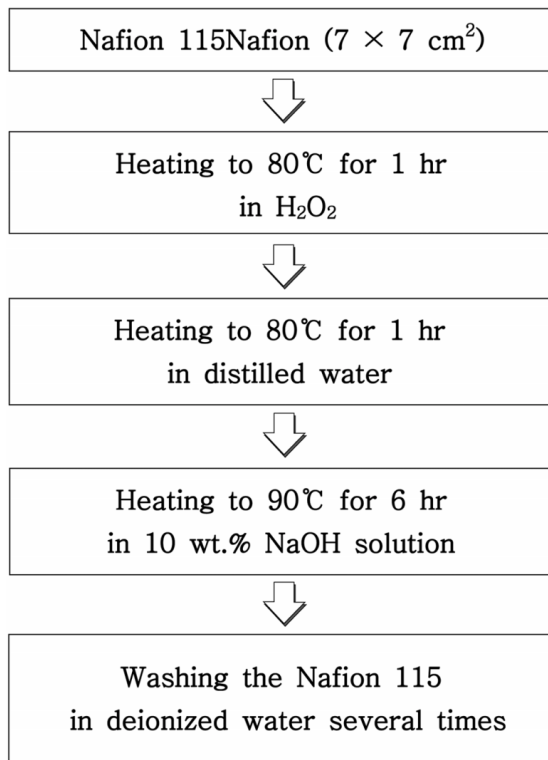 Nafion 115Nafion (7 × 7 cm²)
Heating to 80℃ for 1 hr
in H₂O₂
Heating to 80℃ for 1 hr
in distilled water
Heating to 90℃ for 6 hr
in 10 wt.% NaOH solution
Washing the Nafion 115
in deionized water several times